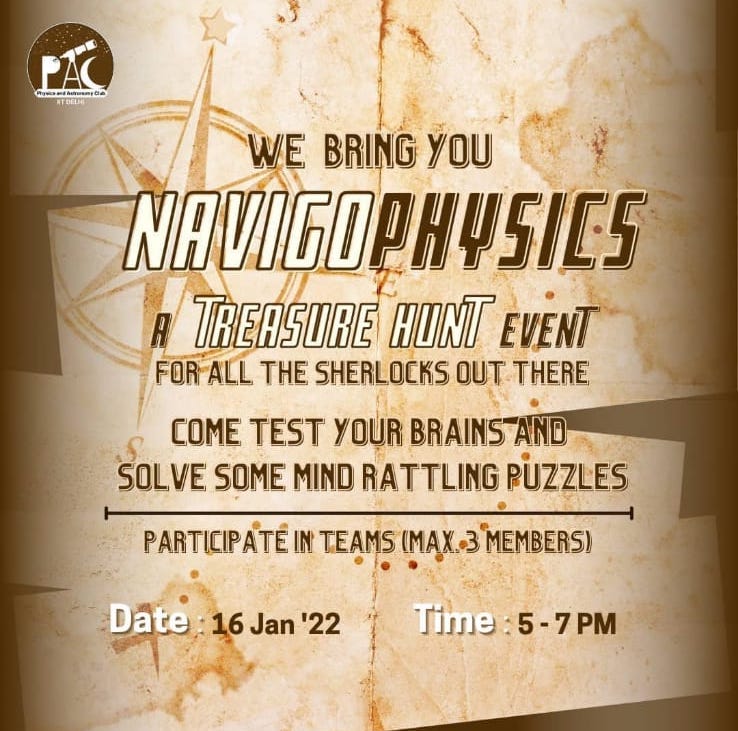 PAC
Physics and Astronomy Club
IIT DELHI
WE BRING YOU
NAVIGOPHYSICS
A TREASURE HUNT EVENT
FOR ALL THE SHERLOCKS OUT THERE
COME TEST YOUR BRAINS AND
SOLVE SOME MIND RATTLING PUZZLES
PARTICIPATE IN TEAMS (MAX. 3 MEMBERS)
Date : 16 Jan '22 Time : 5 - 7 PM